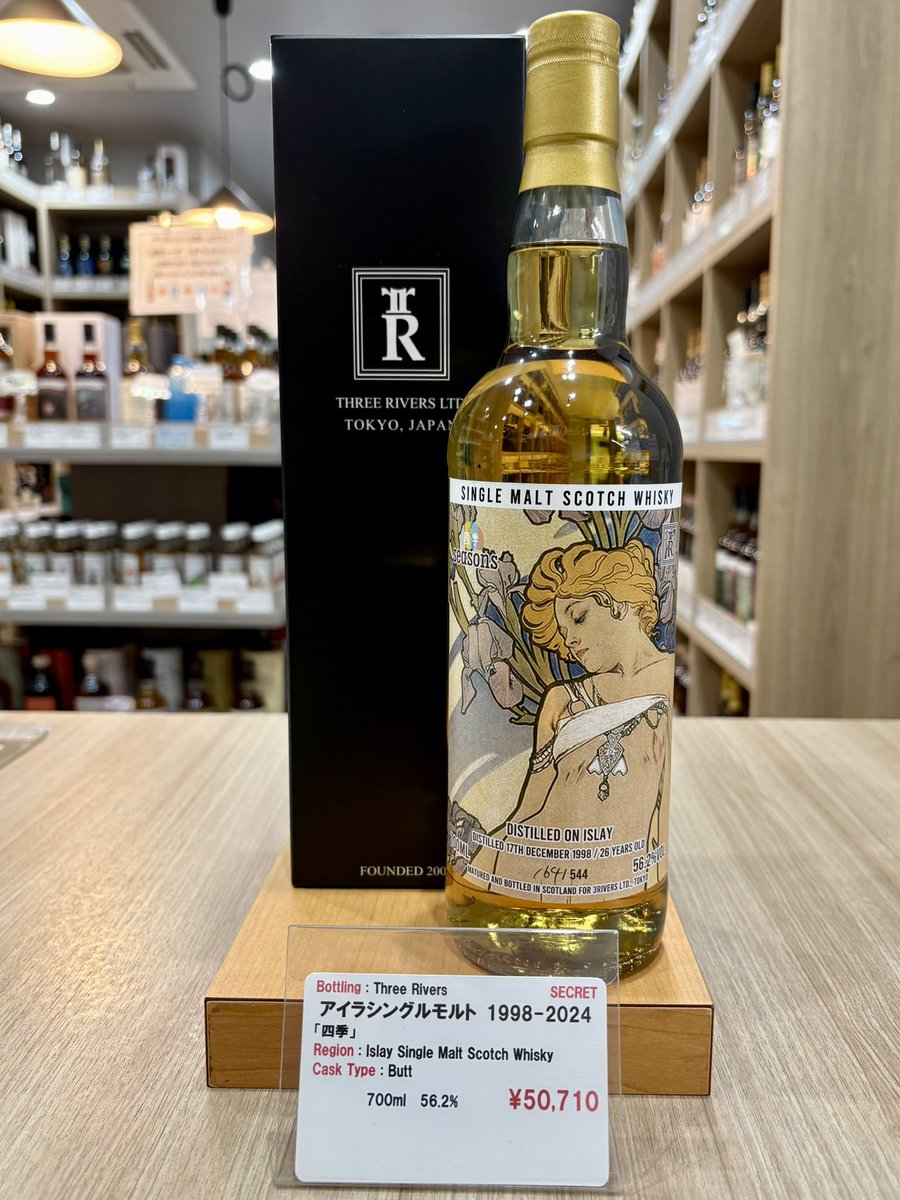 TR
THREE RIVERS LTD
TOKYO, JAPAN
FOUNDED 200
SINGLE MALT SCOTCH WHISKY
seasons
DISTILLED ON ISLAY
DISTILLED 17TH DECEMBER 1998 / 26 YEARS OLD
56.2%VOL
544
MATURED AND BOTTLED IN SCOTLAND FOR 3RIVERS LTD., TOKYO
Bottling : Three Rivers
SECRET
アイラシングルモルト 1998-2024
「四季」
Region : Islay Single Malt Scotch Whisky
Cask Type : Butt
700ml 56.2% ¥50,710